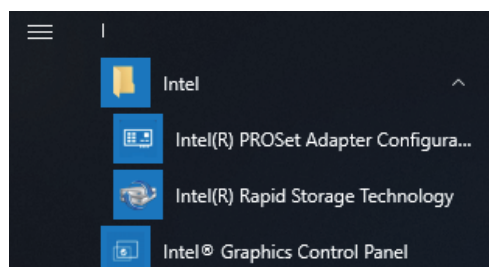 I
Intel
Intel(R) PROSet Adapter Configura...
Intel(R) Rapid Storage Technology
Intel® Graphics Control Panel